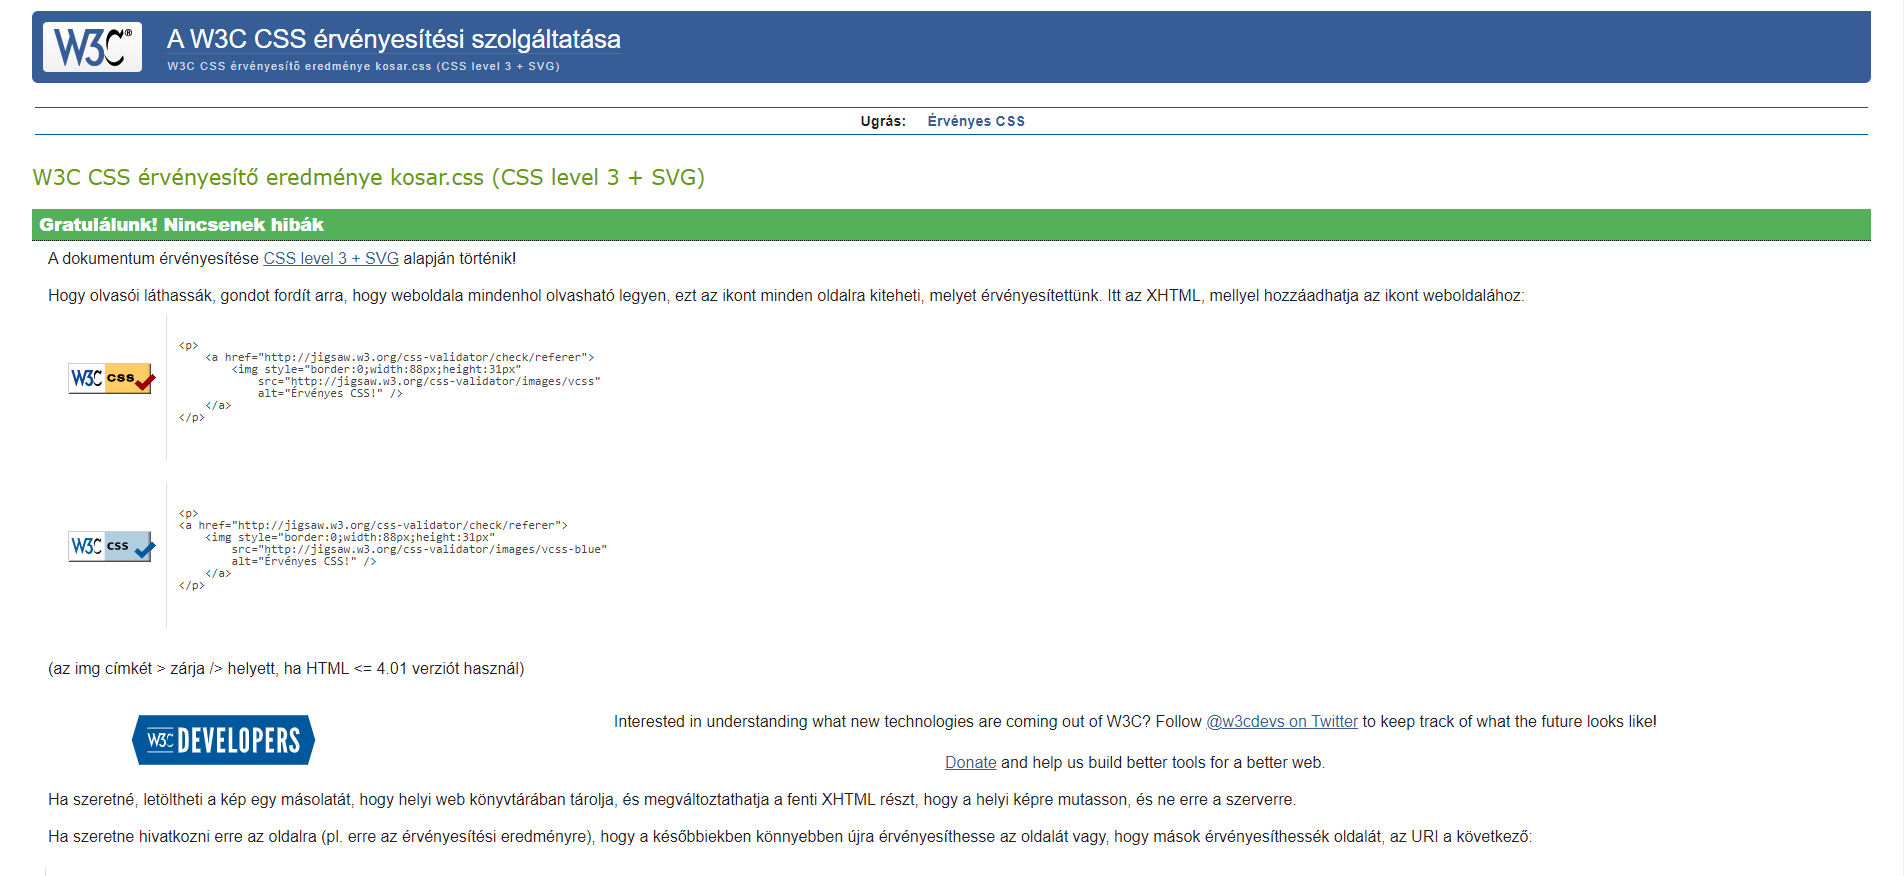 W3C®
A W3C CSS érvényesítési szolgáltatása
W3C CSS érvényesítő eredménye kosar.css (CSS level 3 + SVG)
Ugrás: Érvényes CSS
W3C CSS érvényesítő eredménye kosar.css (CSS level 3 + SVG)
Gratulálunk! Nincsenek hibák
A dokumentum érvényesítése CSS level 3 + SVG alapján történik!
Hogy olvasói láthassák, gondot fordít arra, hogy weboldala mindenhol olvasható legyen, ezt az ikont minden oldalra kiteheti, melyet érvényesítettünk. Itt az XHTML, mellyel hozzáadhatja az ikont weboldalához:
W3C css
<p>
<a href="http://jigsaw.w3.org/css-validator/check/referer">
<img style="border:0;width:88px;height:31px"
src="http://jigsaw.w3.org/css-validator/images/vcss"
alt="Érvényes CSS!" />
</a>
</p>
W3C css
<p>
<a href="http://jigsaw.w3.org/css-validator/check/referer">
<img style="border:0;width:88px;height:31px"
src="http://jigsaw.w3.org/css-validator/images/vcss-blue"
alt="Érvényes CSS!" />
</a>
</p>
(az img címkét > zárja /> helyett, ha HTML <= 4.01 verziót használ)
W3C DEVELOPERS
Interested in understanding what new technologies are coming out of W3C? Follow @w3cdevs on Twitter to keep track of what the future looks like!
Donate and help us build better tools for a better web.
Ha szeretné, letöltheti a kép egy másolatát, hogy helyi web könyvtárában tárolja, és megváltoztathatja a fenti XHTML részt, hogy a helyi képre mutasson, és ne erre a szerverre.
Ha szeretne hivatkozni erre az oldalra (pl. erre az érvényesítési eredményre), hogy a későbbiekben könnyebben újra érvényesíthesse az oldalát vagy, hogy mások érvényesíthessék oldalát, az URI a következő: